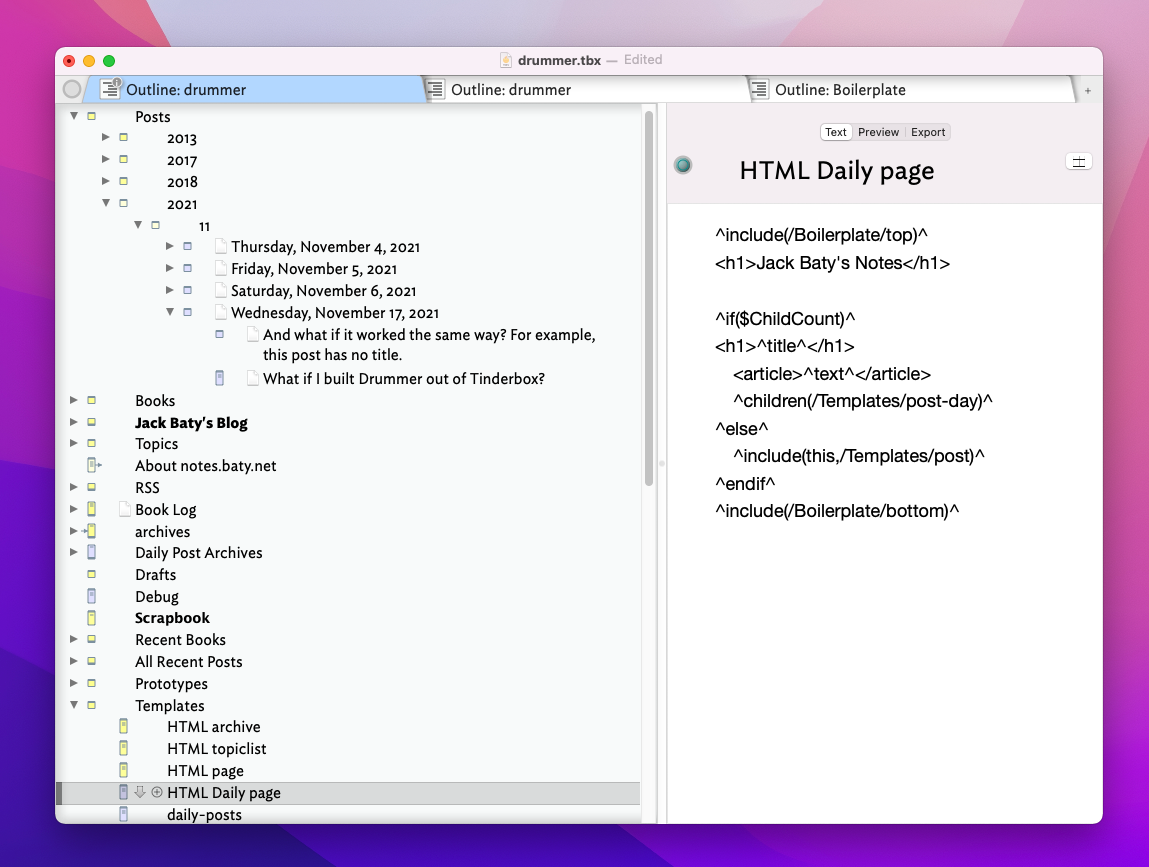 drummer.tbx — Edited
Outline: drummer
Outline: drummer
Outline: Boilerplate
+
Posts
2013
2017
2018
2021
11
Thursday, November 4, 2021
Friday, November 5, 2021
Saturday, November 6, 2021
Wednesday, November 17, 2021
And what if it worked the same way? For example,
this post has no title.
What if I built Drummer out of Tinderbox?
Books
Jack Baty's Blog
Topics
About notes.baty.net
RSS
Book Log
archives
Daily Post Archives
Drafts
Debug
Scrapbook
Recent Books
All Recent Posts
Prototypes
Templates
HTML archive
HTML topiclist
HTML page
HTML Daily page
daily-posts
Text Preview Export
HTML Daily page
^include(/Boilerplate/top)^
<h1>Jack Baty's Notes</h1>
^if($ChildCount)^
<h1>^title^</h1>
<article>^text^</article>
^children(/Templates/post-day)^
^else^
^include(this,/Templates/post)^
^endif^
^include(/Boilerplate/bottom)^